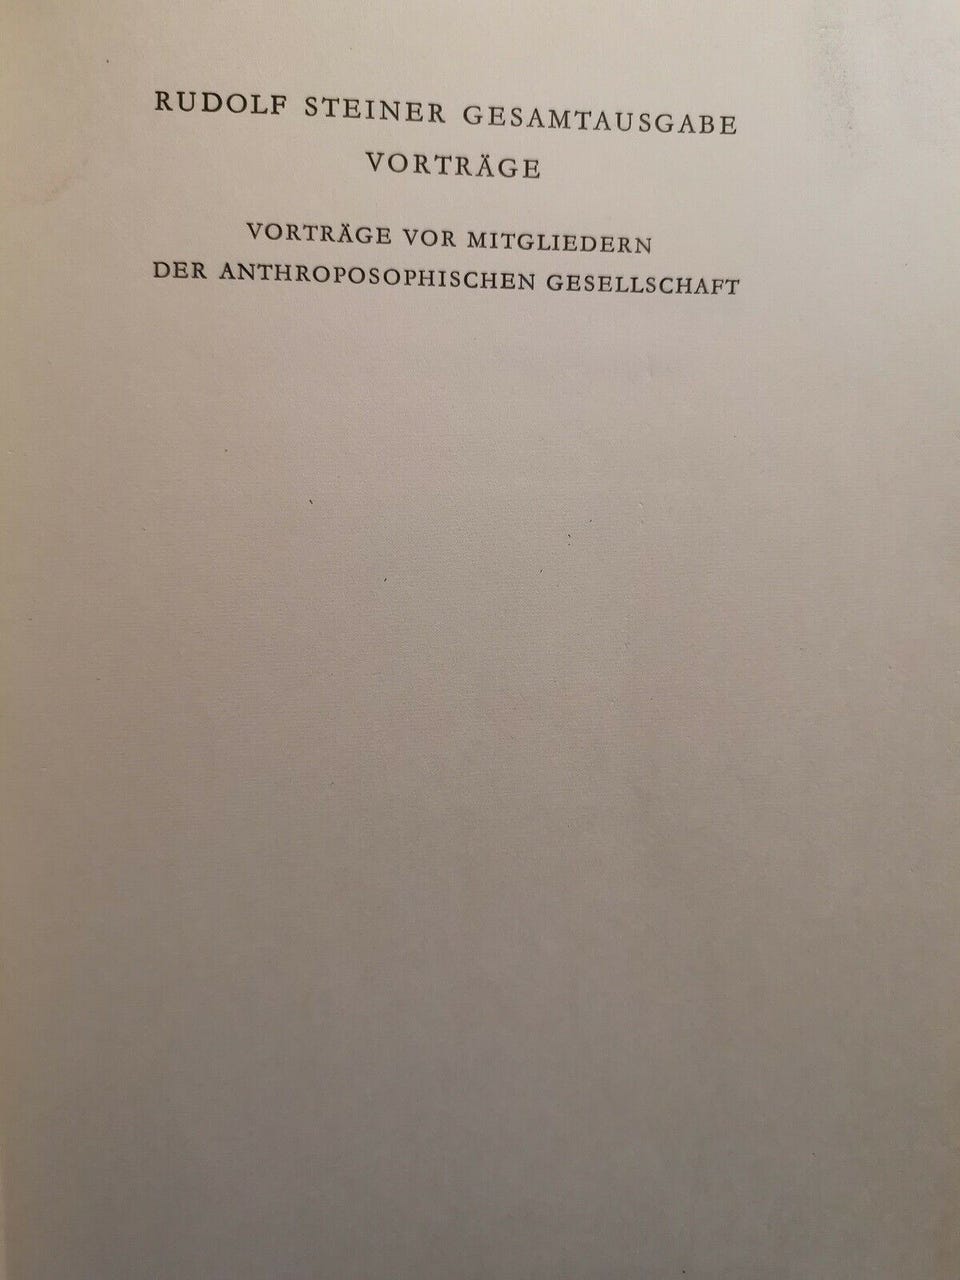 RUDOLF STEINER GESAMTAUSGABE
VORTRÄGE
VORTRÄGE VOR MITGLIEDERN
DER ANTHROPOSOPHISCHEN GESELLSCHAFT